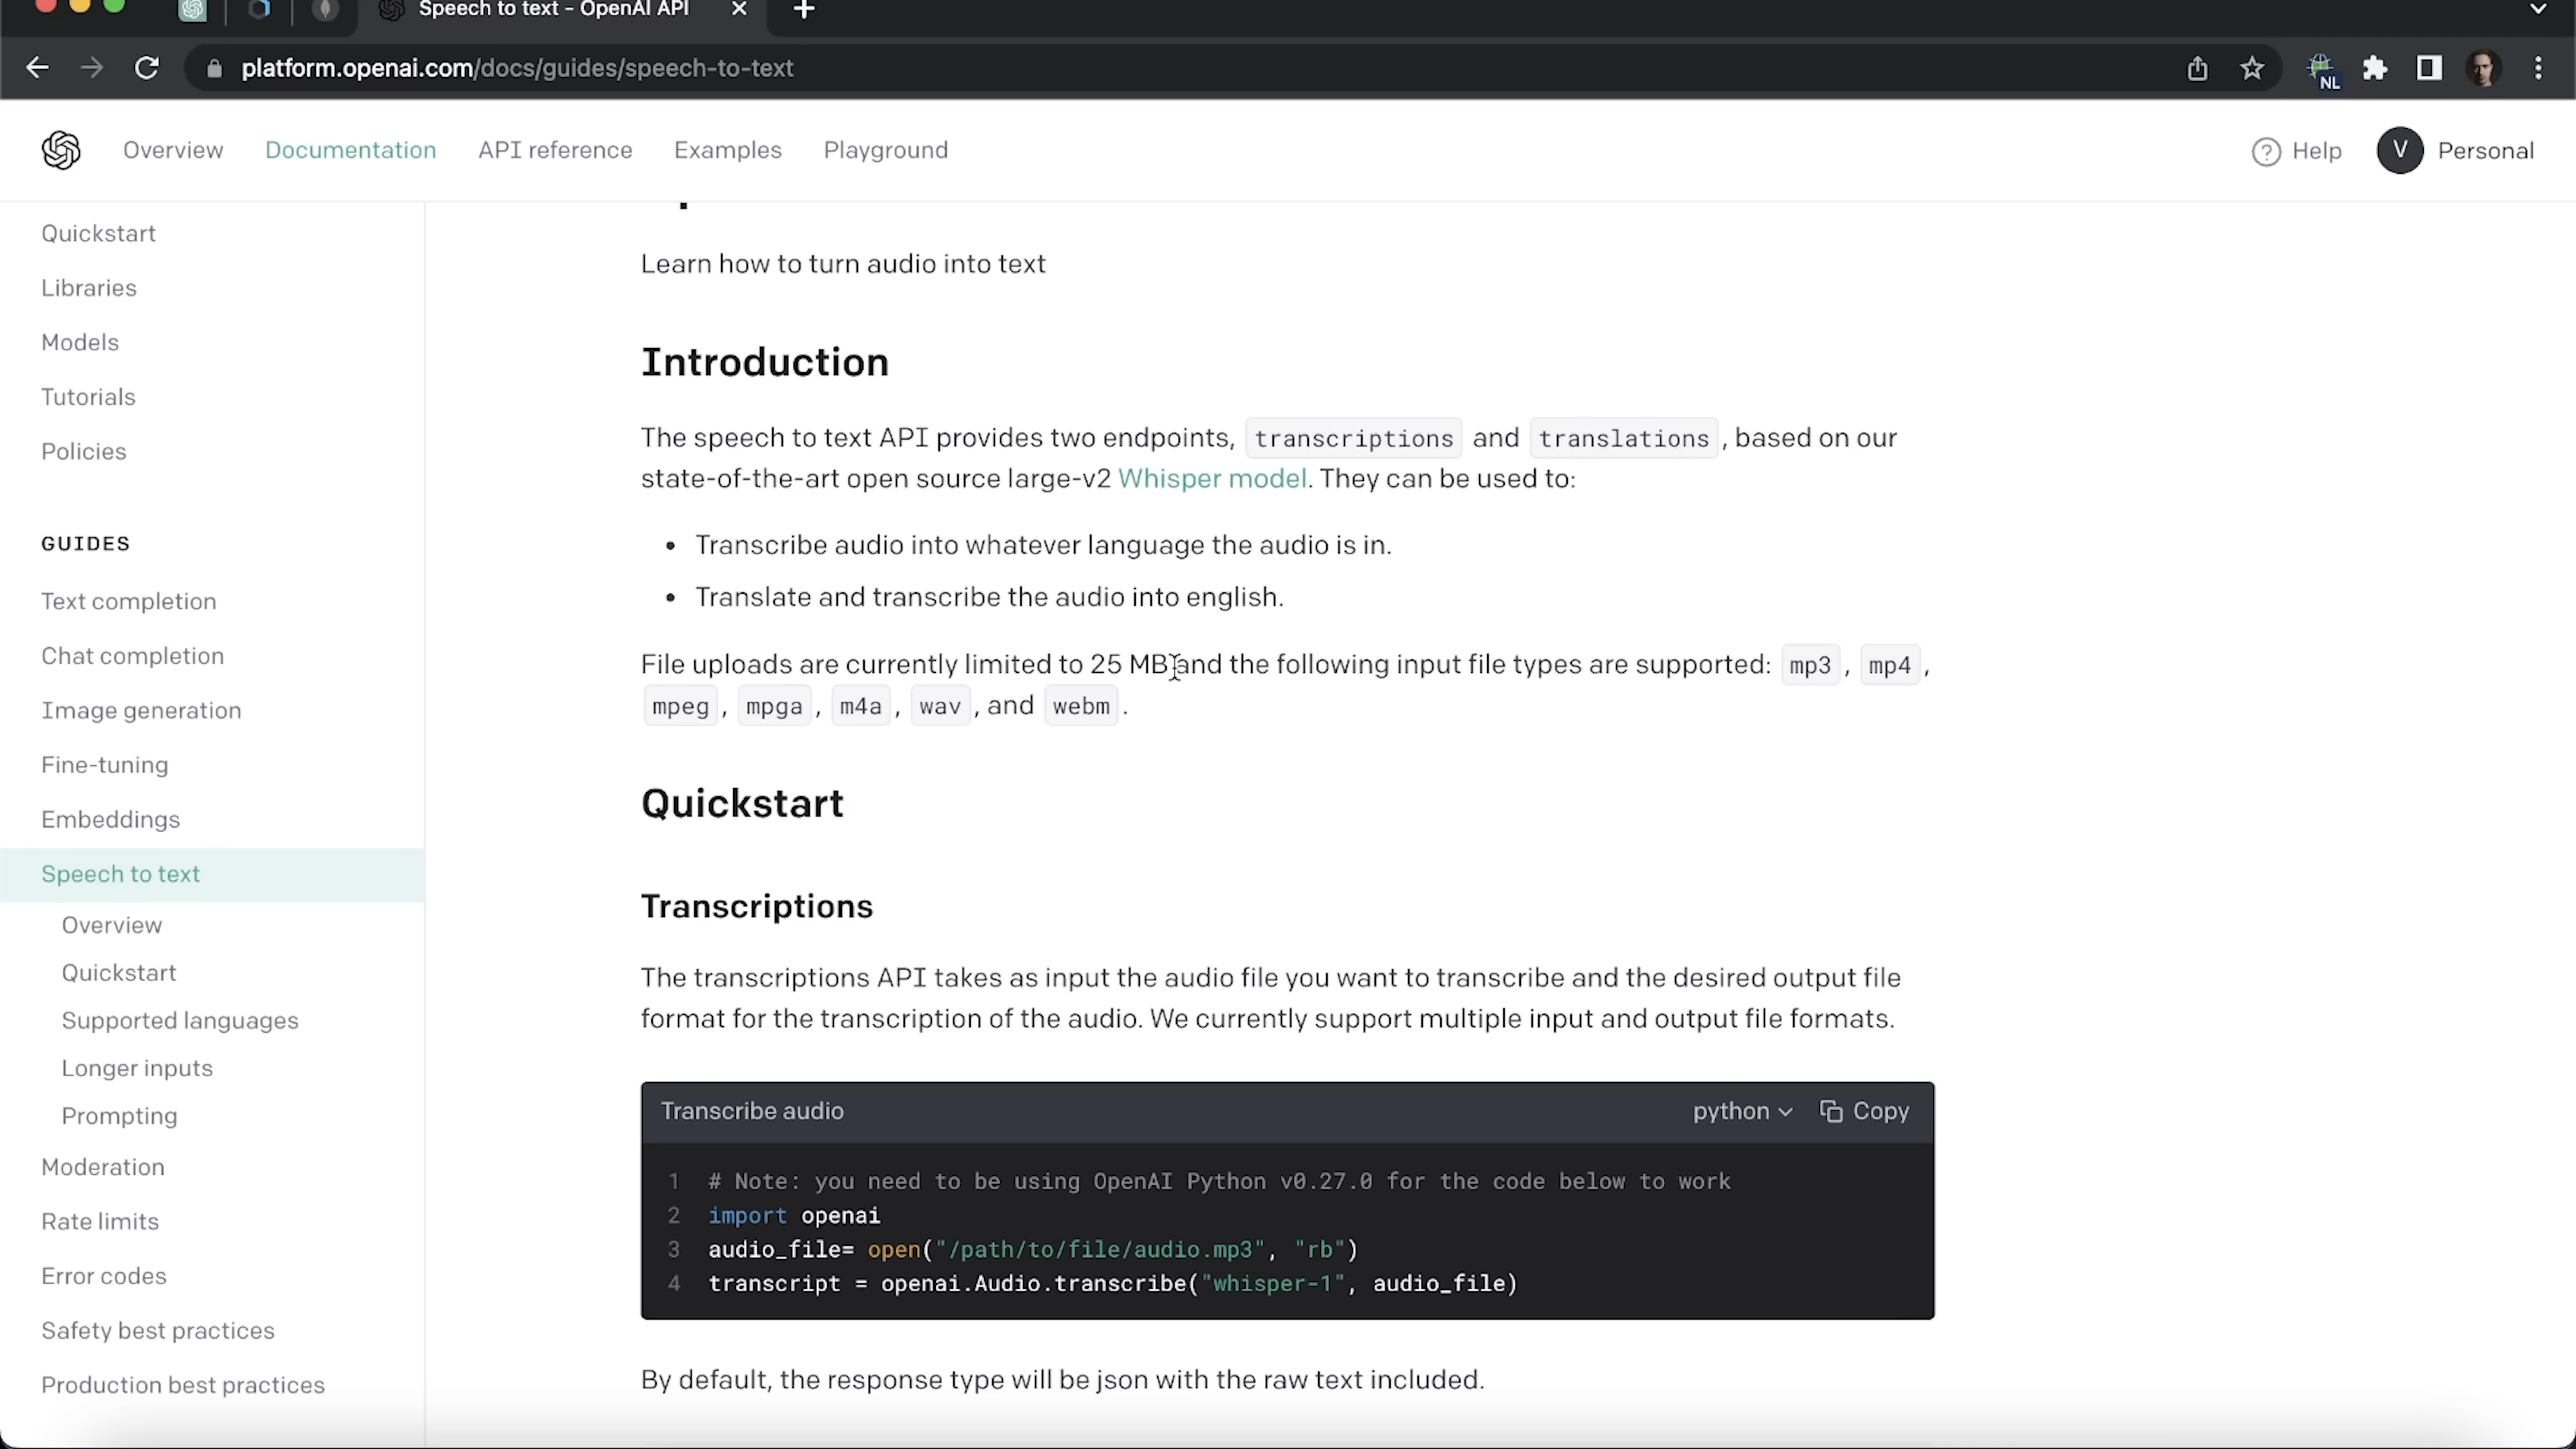 Speech to text - OpenAI API
platform.openai.com/docs/guides/speech-to-text
NL
Overview Documentation API reference Examples Playground
Help V Personal
Quickstart
Libraries
Models
Tutorials
Policies
GUIDES
Text completion
Chat completion
Image generation
Fine-tuning
Embeddings
Speech to text
Overview
Quickstart
Supported languages
Longer inputs
Prompting
Moderation
Rate limits
Error codes
Safety best practices
Production best practices
Learn how to turn audio into text
Introduction
The speech to text API provides two endpoints, transcriptions and translations , based on our
state-of-the-art open source large-v2 Whisper model. They can be used to:
• Transcribe audio into whatever language the audio is in.
• Translate and transcribe the audio into english.
File uploads are currently limited to 25 MB and the following input file types are supported: mp3 , mp4 ,
mpeg , mpga , m4a , wav , and webm .
Quickstart
Transcriptions
The transcriptions API takes as input the audio file you want to transcribe and the desired output file
format for the transcription of the audio. We currently support multiple input and output file formats.
Transcribe audio python Copy
1 # Note: you need to be using OpenAI Python v0.27.0 for the code below to work
2 import openai
3 audio_file= open("/path/to/file/audio.mp3", "rb")
4 transcript = openai.Audio.transcribe("whisper-1", audio_file)
By default, the response type will be json with the raw text included.